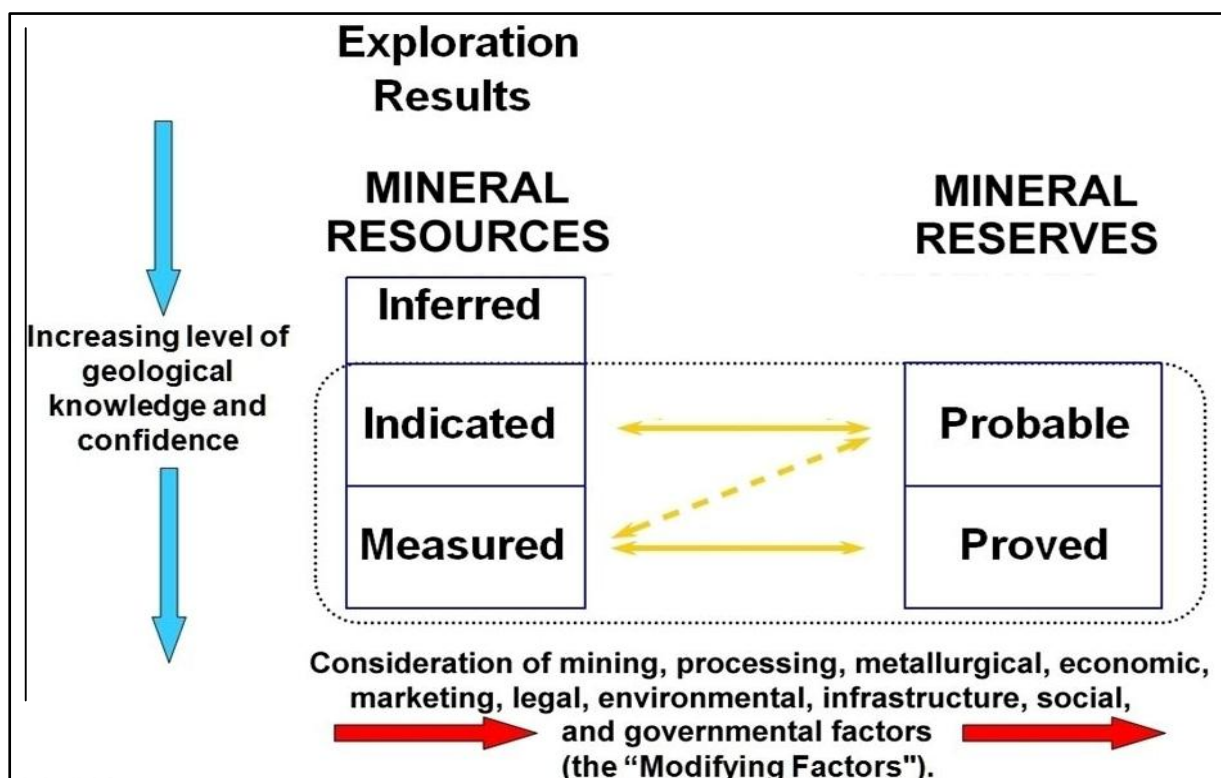 Exploration
Results
MINERAL
RESOURCES
MINERAL
RESERVES
Inferred
Increasing level of
geological
knowledge and
confidence
Indicated
Probable
Measured
Proved
Consideration of mining, processing, metallurgical, economic,
marketing, legal, environmental, infrastructure, social,
and governmental factors
(the “Modifying Factors").